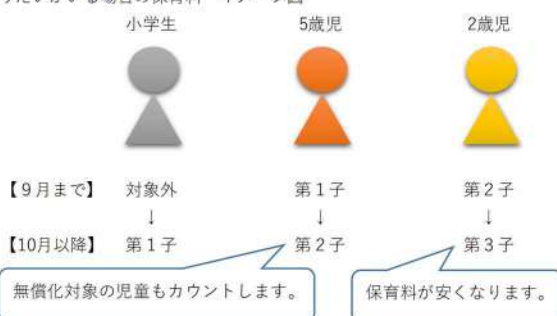 小学生 5歳児 2歳児
【９月まで】 対象外 第１子 第２子
↓ ↓ ↓
【10月以降】 第１子 第２子 第３子
無償化対象の児童もカウントします。 保育料が安くなります。